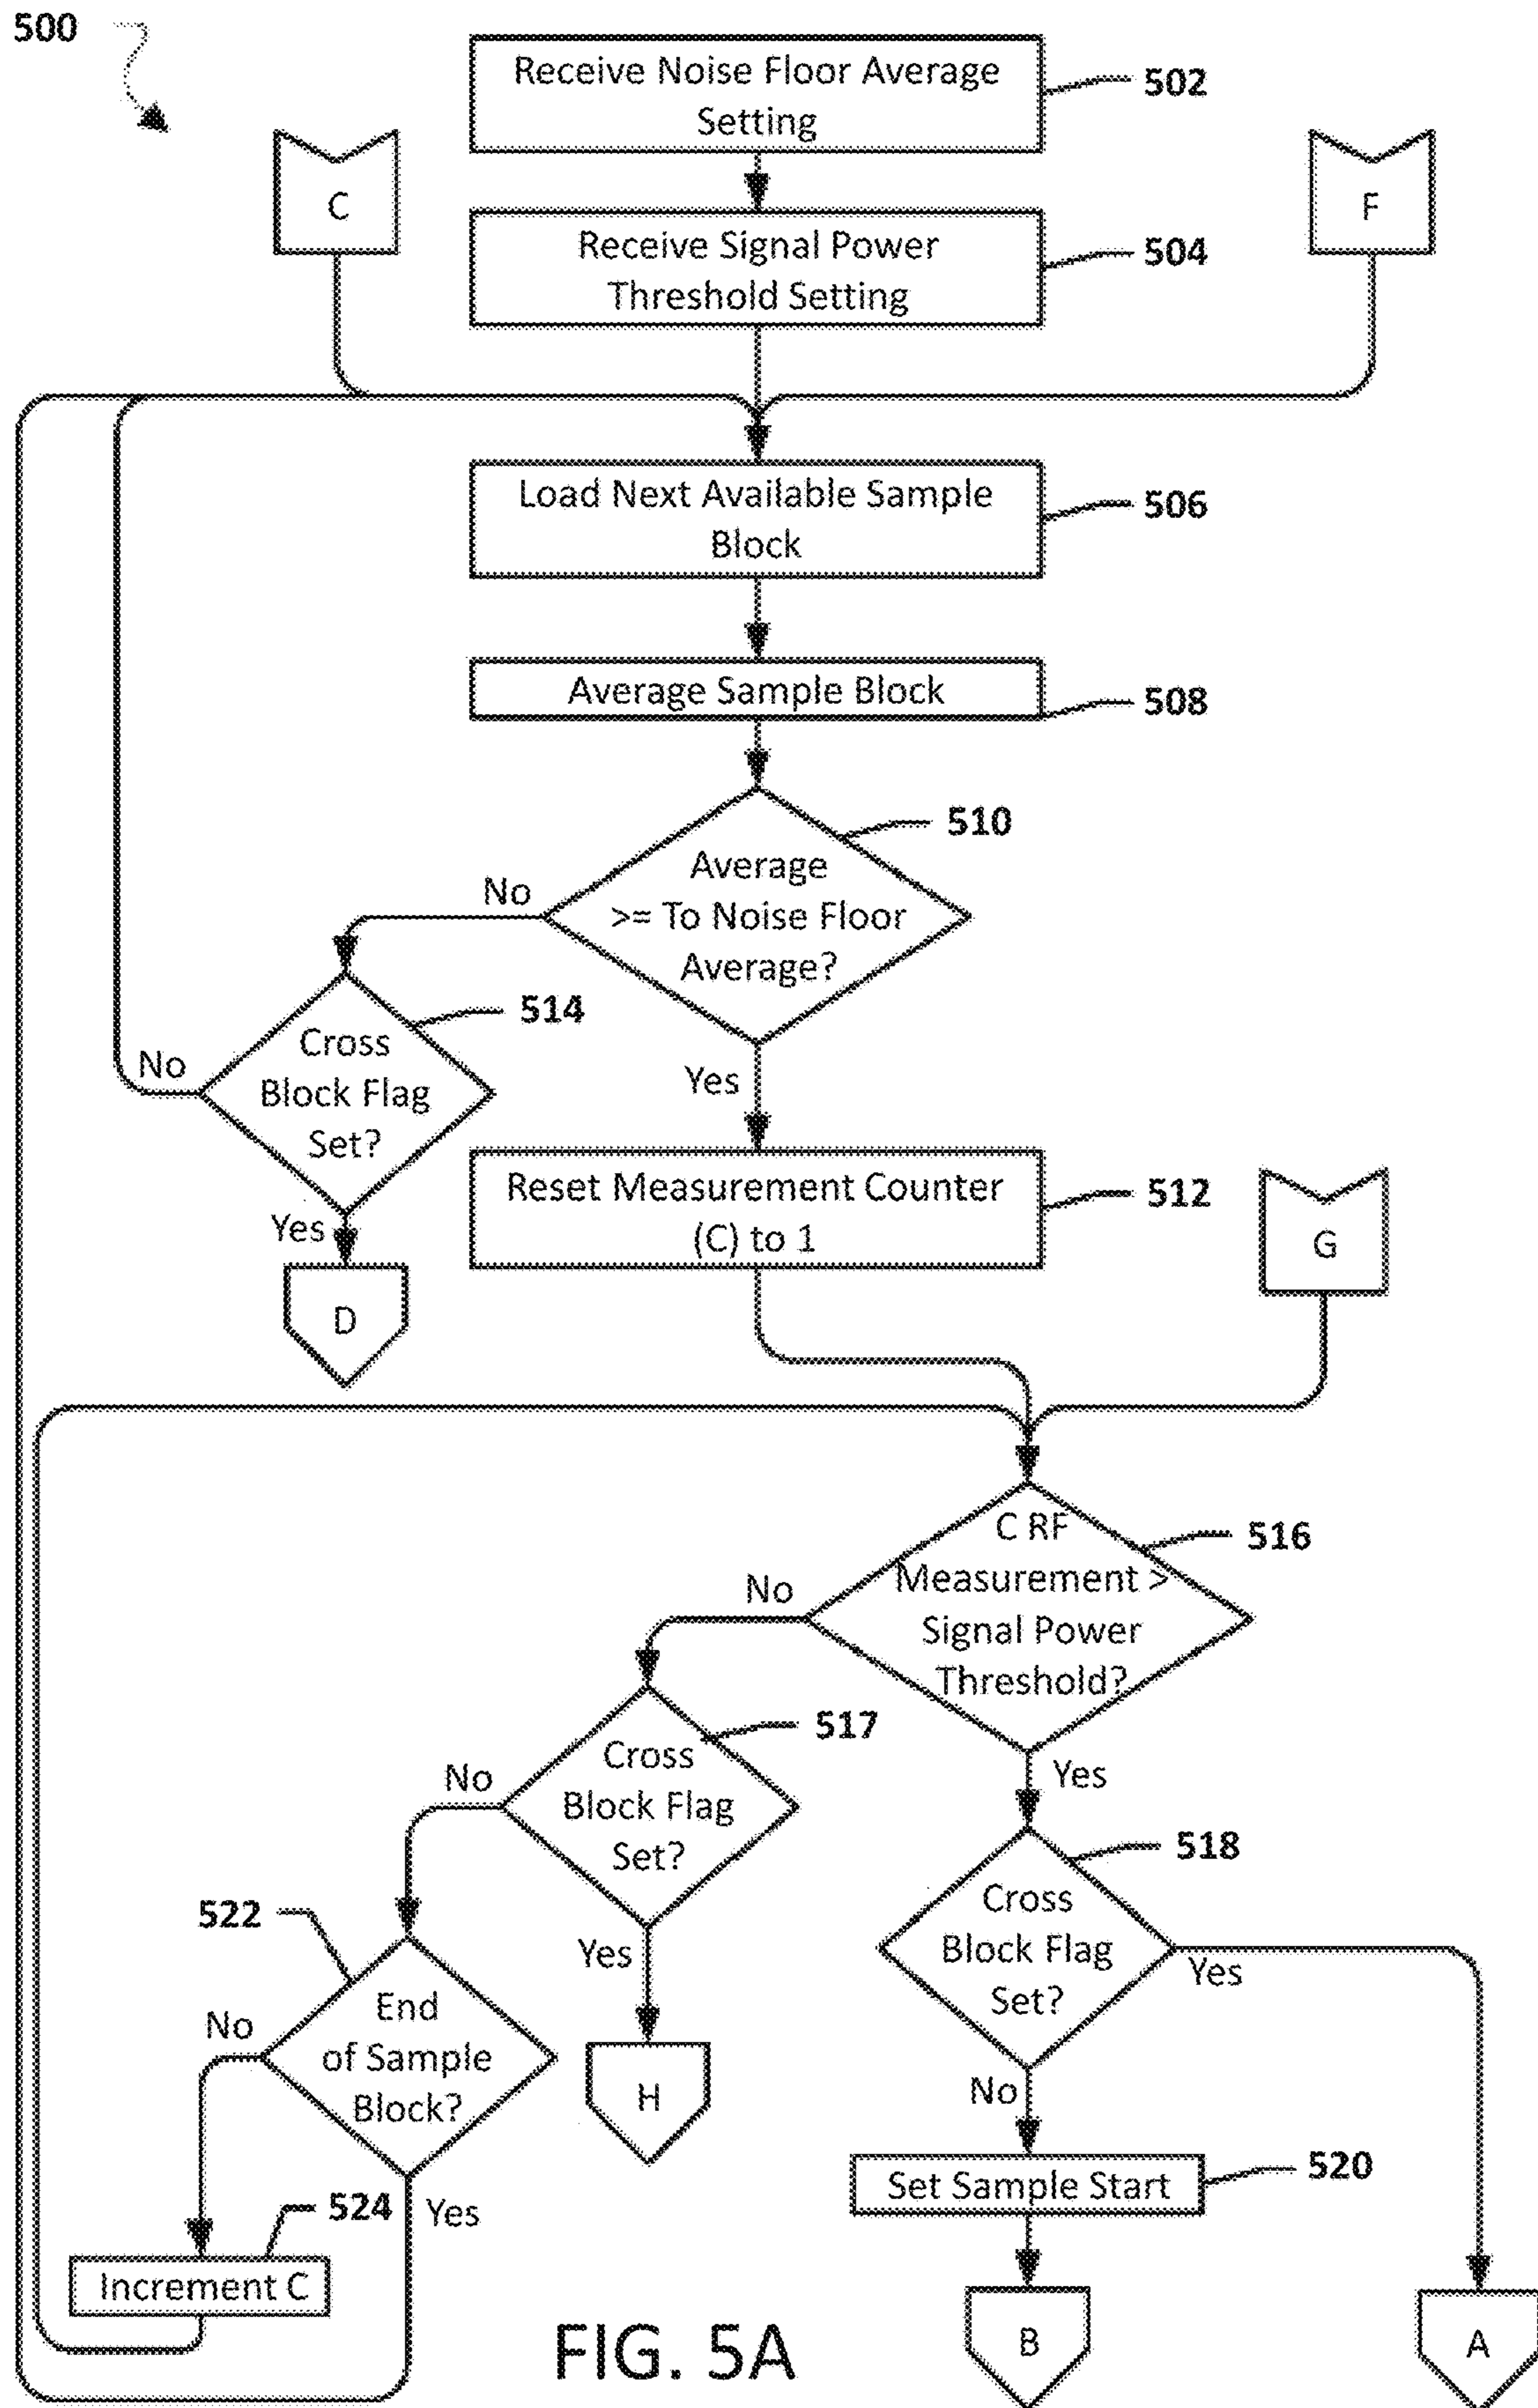 500
Receive Noise Floor Average
Setting
502
C
F
Receive Signal Power
Threshold Setting
504
Load Next Available Sample
Block
506
Average Sample Block
508
510
Average
>= To Noise Floor
Average?
No
514
Cross
Block Flag
Set?
No
Yes
Yes
Reset Measurement Counter
(C) to 1
512
D
G
C RF
Measurement >
Signal Power
Threshold?
516
No
517
Cross
Block Flag
Set?
No
Yes
Yes
518
Cross
Block Flag
Set?
Yes
522
End
of Sample
Block?
No
H
No
Set Sample Start
520
524
Yes
Increment C
B
A
FIG. 5A